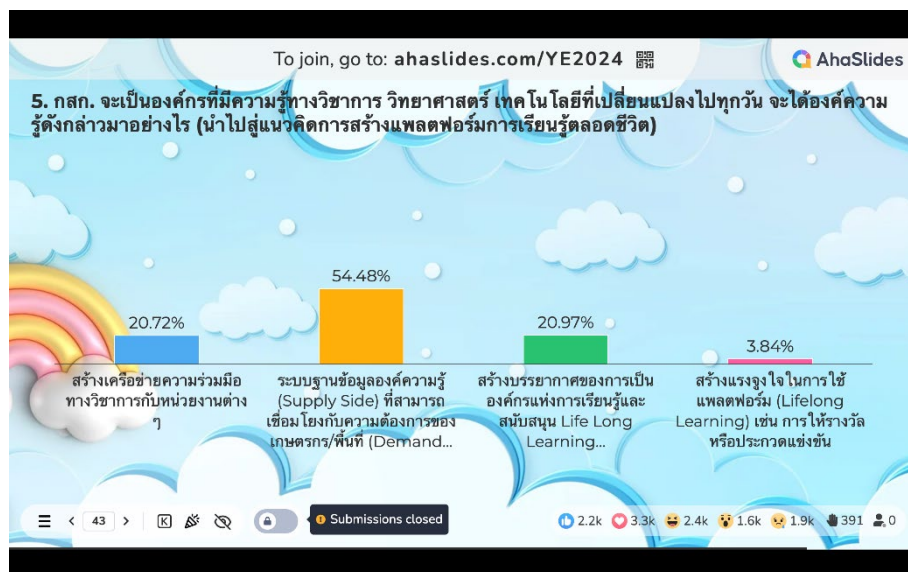 To join, go to: ahaslides.com/YE2024
AhaSlides
5. กสก. จะเป็นองค์กรที่มีความรู้ทางวิชาการ วิทยาศาสตร์ เทคโนโลยีที่เปลี่ยนแปลงไปทุกวัน จะได้องค์ความ
รู้ดังกล่าวมาอย่างไร (นำไปสู่แนวคิดการสร้างแพลตฟอร์มการเรียนรู้ตลอดชีวิต)
20.72%
54.48%
20.97%
3.84%
สร้างเครือข่ายความร่วมมือ
ทางวิชาการกับหน่วยงานต่าง
ๆ
ระบบฐานข้อมูลองค์ความรู้
(Supply Side) ที่สามารถ
เชื่อมโยงกับความต้องการของ
เกษตรกร/พื้นที่ (Demand...
สร้างบรรยากาศของการเป็น
องค์กรแห่งการเรียนรู้และ
สนับสนุน Life Long
Learning...
สร้างแรงจูงใจในการใช้
แพลตฟอร์ม (Lifelong
Learning) เช่น การให้รางวัล
หรือประกวดแข่งขัน
43
K
Submissions closed
2.2k 3.3k 2.4k 1.6k 1.9k 391 0